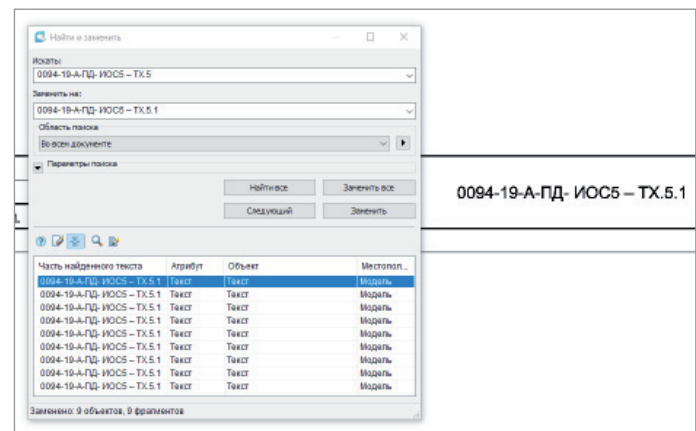 Найти и заменить
Искать:
0094-19-А-ПД- ИОС5 – ТХ.5
Заменить на:
0094-19-А-ПД- ИОС5 – ТХ.5.1
Область поиска
Во всем документе
Параметры поиска
Найти все Заменить все
Следующий Заменить
0094-19-А-ПД- ИОС5 – ТХ.5.1
Часть найденного текста Атрибут Объект Местопол...
0094-19-А-ПД- ИОС5 – ТХ.5.1 Текст Текст Модель
0094-19-А-ПД- ИОС5 – ТХ.5.1 Текст Текст Модель
0094-19-А-ПД- ИОС5 – ТХ.5.1 Текст Текст Модель
0094-19-А-ПД- ИОС5 – ТХ.5.1 Текст Текст Модель
0094-19-А-ПД- ИОС5 – ТХ.5.1 Текст Текст Модель
0094-19-А-ПД- ИОС5 – ТХ.5.1 Текст Текст Модель
0094-19-А-ПД- ИОС5 – ТХ.5.1 Текст Текст Модель
0094-19-А-ПД- ИОС5 – ТХ.5.1 Текст Текст Модель
0094-19-А-ПД- ИОС5 – ТХ.5.1 Текст Текст Модель
Заменено: 9 объектов, 9 фрагментов